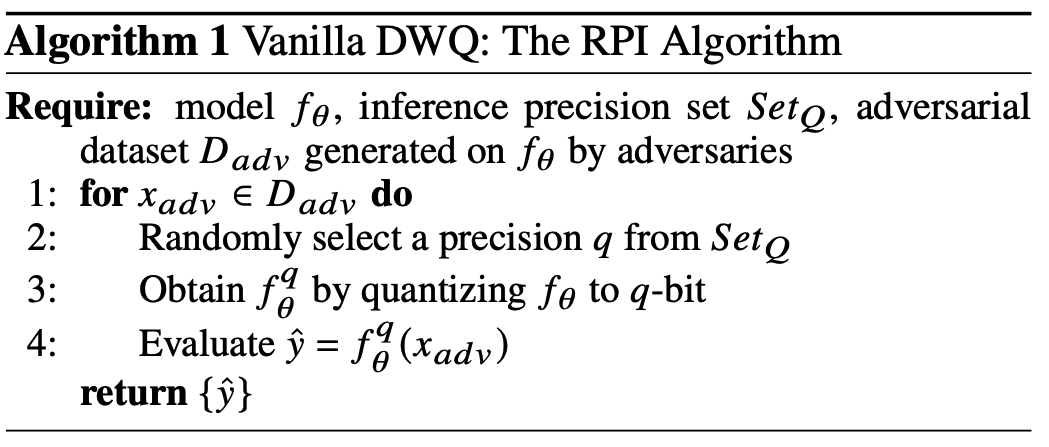 Algorithm 1 Vanilla DWQ: The RPI Algorithm
Require: model $f_\theta$, inference precision set $Set_Q$, adversarial
dataset $D_{adv}$ generated on $f_\theta$ by adversaries
1: for $x_{adv} \in D_{adv}$ do
2: Randomly select a precision $q$ from $Set_Q$
3: Obtain $f_\theta^q$ by quantizing $f_\theta$ to $q$-bit
4: Evaluate $\hat{y} = f_\theta^q(x_{adv})$
return $\{\hat{y}\}$